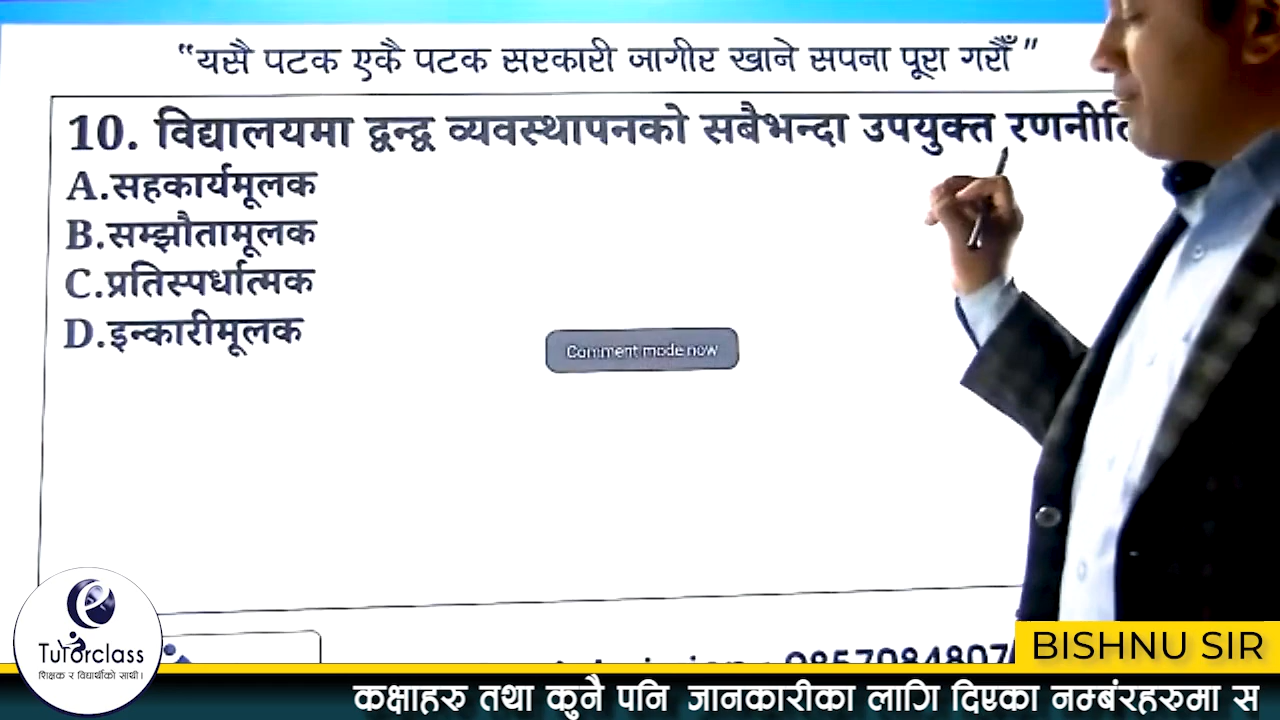 “यसै पटक एकै पटक सरकारी जागीर खाने सपना पूरा गरौँ”
10. विद्यालयमा द्वन्द्व व्यवस्थापनको सबैभन्दा उपयुक्त
A.सहकार्यमूलक
B.सम्झौतामूलक
C.प्रतिस्पर्धात्मक
D.इन्कारीमूलक
Comment mode now
Tutorclass
शिक्षक र विद्यार्थीको साथी।
BISHNU SIR
कक्षाहरु तथा कुनै पनि जानकारीका लागि दिएका नम्बंरहरुमा स